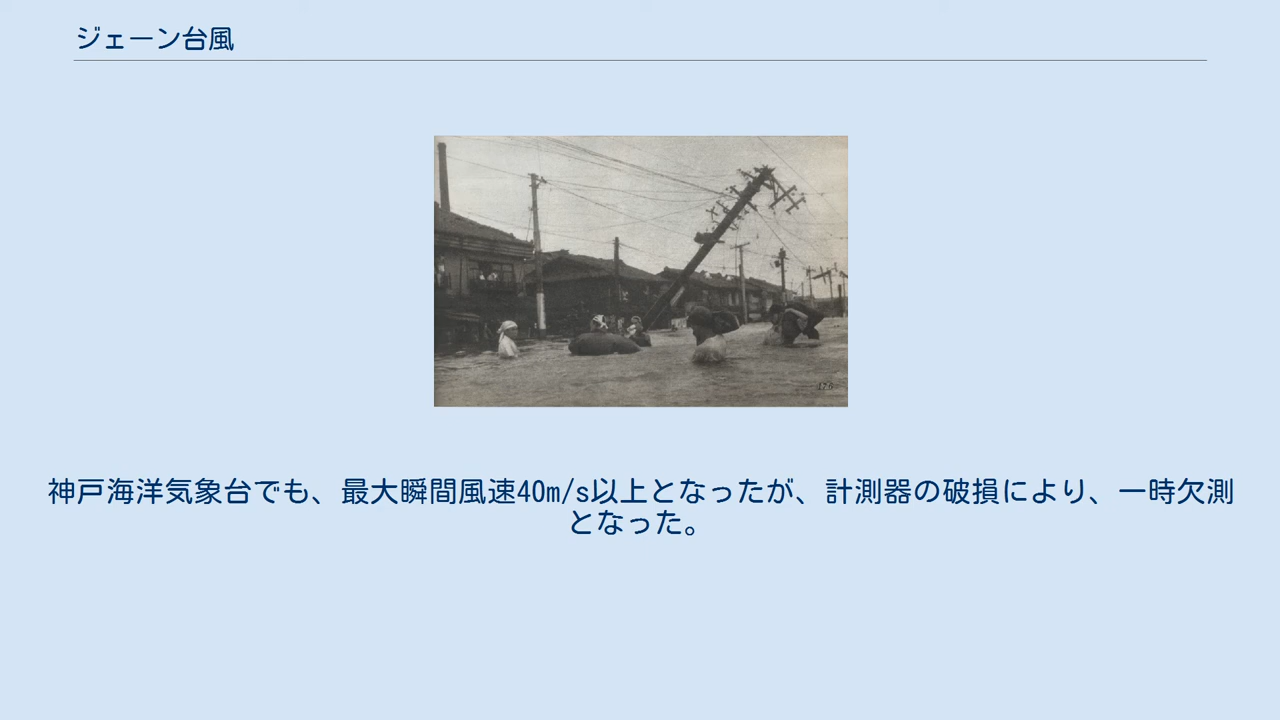 ジェーン台風
神戸海洋気象台でも、最大瞬間風速40m/s以上となったが、計測器の破損により、一時欠測
となった。